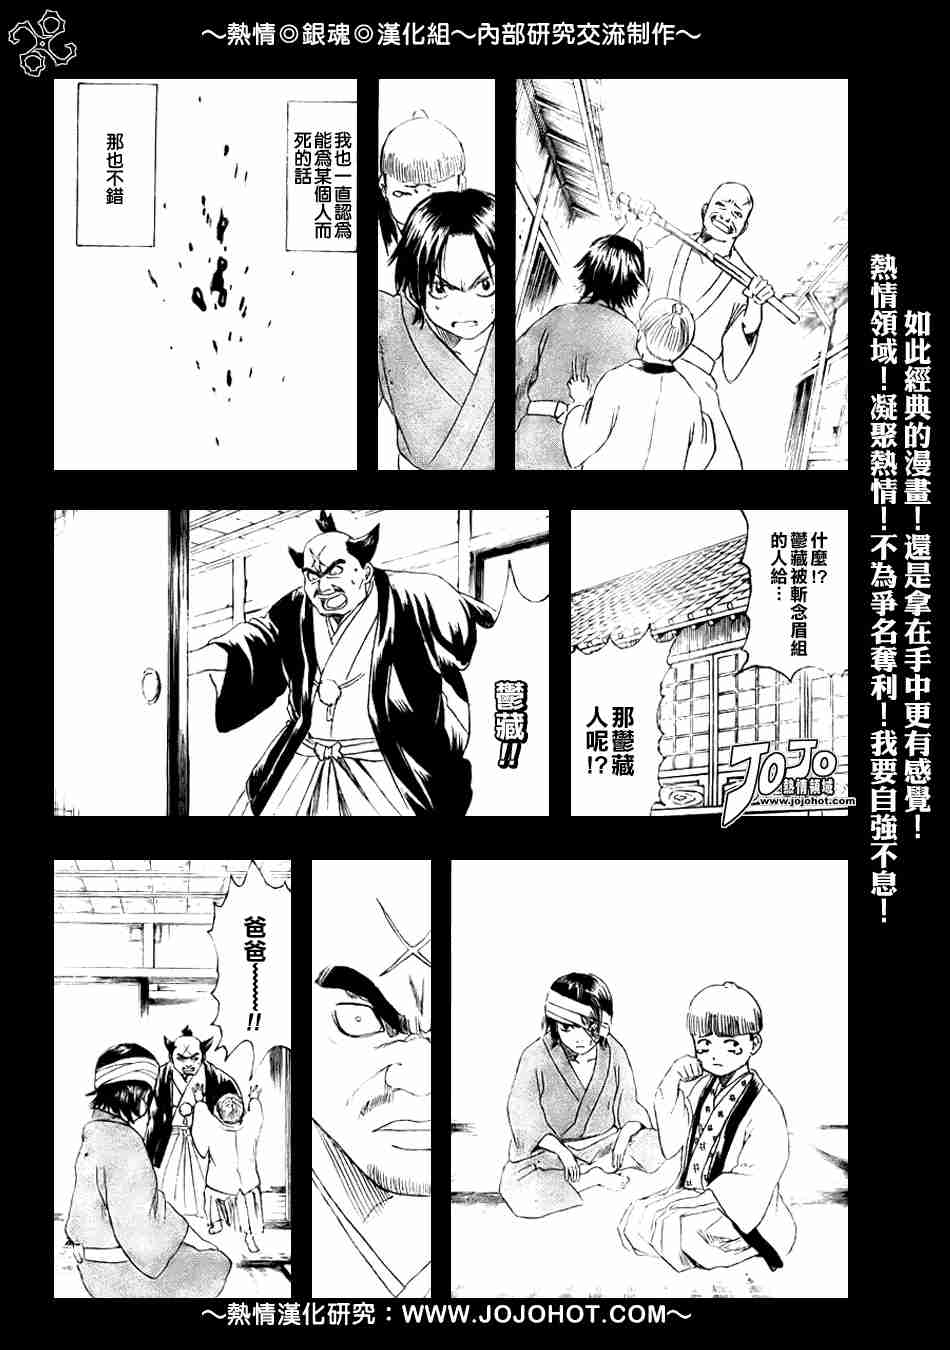 ～熱情◎銀魂◎漢化組～內部研究交流制作～
我也一直認為
能為某個人而
死的話
那也不錯
什麼!?
鬱藏被斬念眉組
的人給…
那鬱藏
人呢!?
鬱藏!!
爸爸～～～!!
如此經典的漫畫！還是拿在手中更有感覺！
熱情領域！凝聚熱情！不為爭名奪利！我要自強不息！
JOJO
熱情領域
www.jojohot.com
～熱情漢化研究：WWW.JOJOHOT.COM～